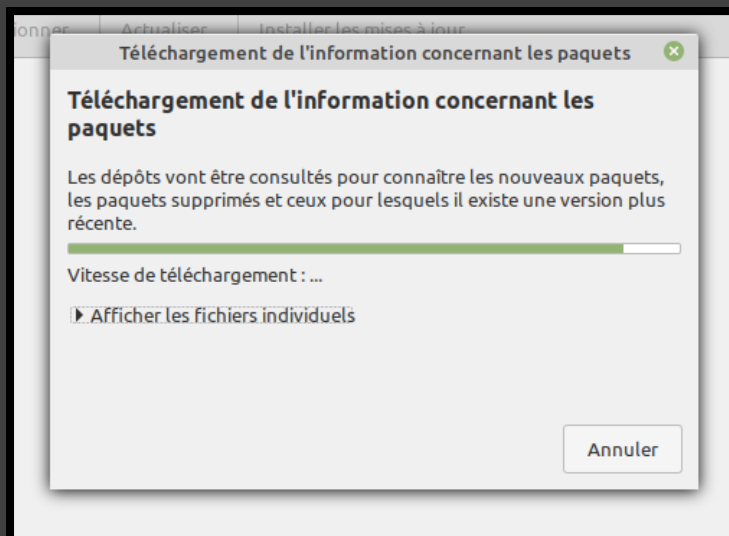 ionner Actualiser Installer les mises à jour
Téléchargement de l'information concernant les paquets
Téléchargement de l'information concernant les
paquets
Les dépôts vont être consultés pour connaître les nouveaux paquets,
les paquets supprimés et ceux pour lesquels il existe une version plus
récente.
Vitesse de téléchargement : ...
Afficher les fichiers individuels
Annuler